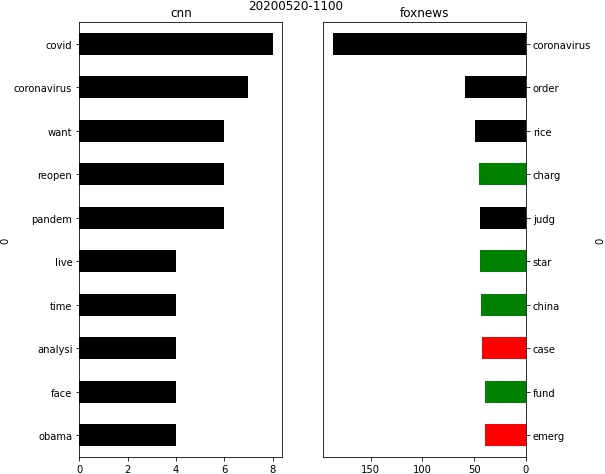 20200520-1100
cnn
foxnews
covid
coronavirus
want
reopen
pandem
live
time
analysi
face
obama
0
0 2 4 6 8
coronavirus
order
rice
charg
judg
star
china
case
fund
emerg
0
150 100 50 0